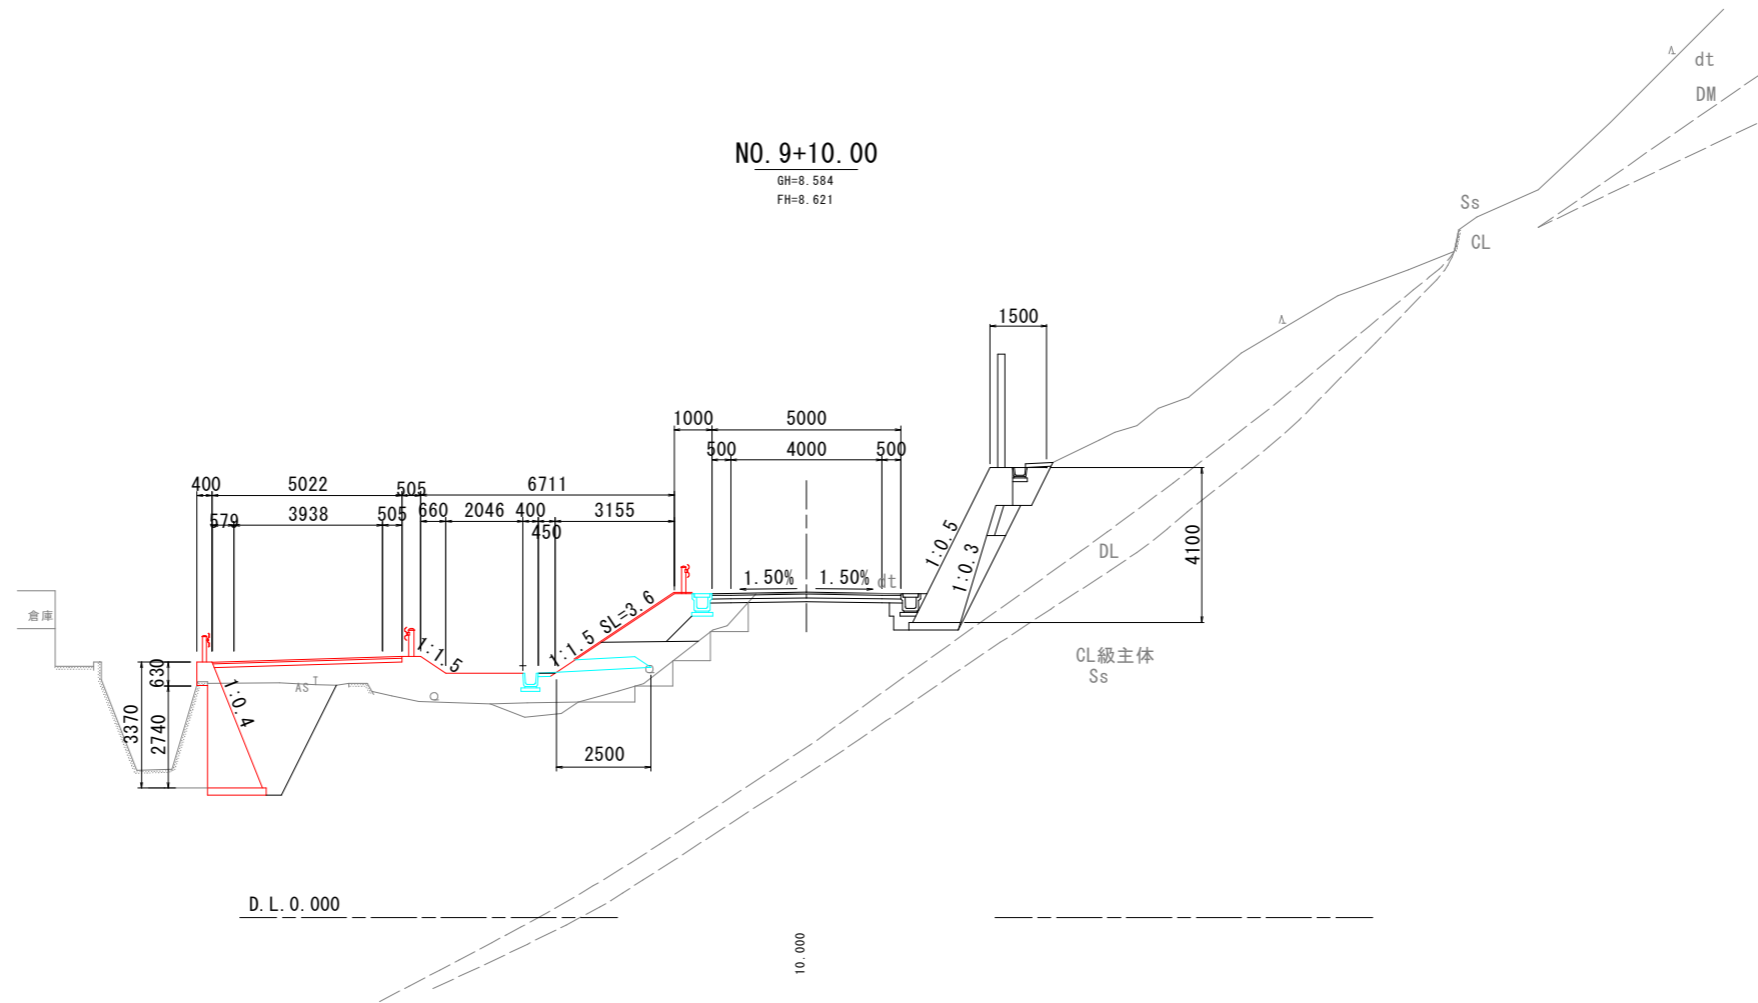 dt
DM
NO. 9+10.00
GH=8.584
FH=8.621
Ss
CL
1500
1000
5000
500
4000
500
400
5022
505
6711
579
3938
505
660
2046
400
450
3155
1:0.5
1:0.3
4100
DL
1.50%
1.50%
dt
倉庫
1:1.5
1:1.5 SL=3.6
CL級主体
Ss
630
AS
T
1:0.4
3370
2740
2500
D.L.0.000
10.000